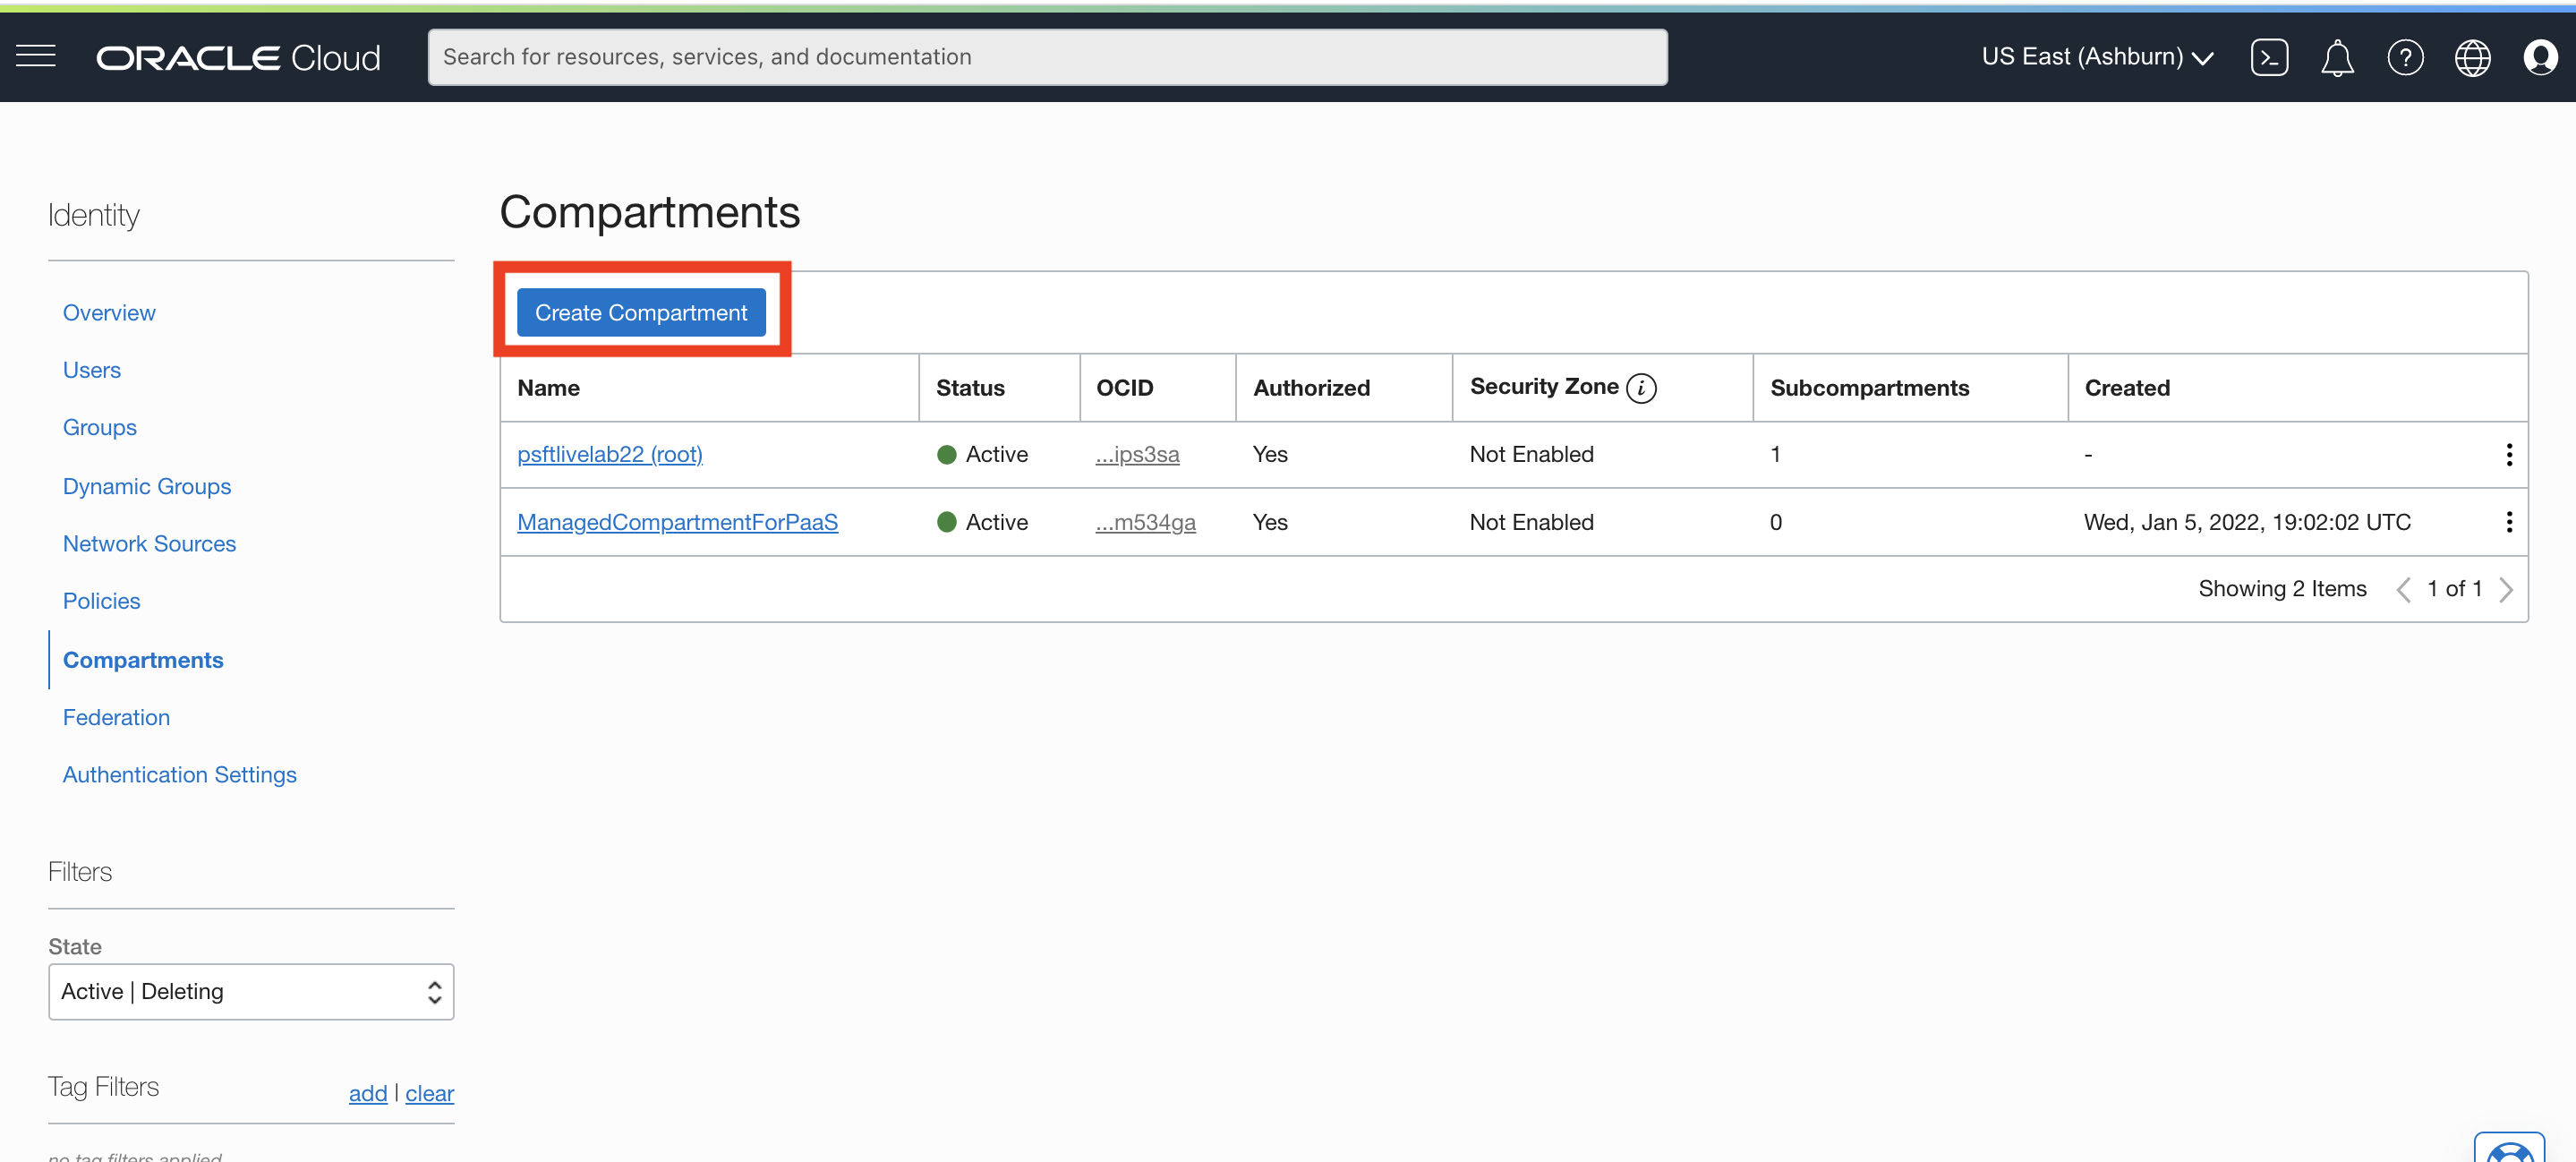 ORACLE Cloud
Search for resources, services, and documentation
US East (Ashburn)
Identity
Overview
Users
Groups
Dynamic Groups
Network Sources
Policies
Compartments
Federation
Authentication Settings
Filters
State
Active | Deleting
Tag Filters
add | clear
no tag filters applied
Compartments
Create Compartment
Name Status OCID Authorized Security Zone i Subcompartments Created
psftlivelab22 (root) Active ...ips3sa Yes Not Enabled 1 -
ManagedCompartmentForPaaS Active ...m534ga Yes Not Enabled 0 Wed, Jan 5, 2022, 19:02:02 UTC
Showing 2 Items < 1 of 1 >